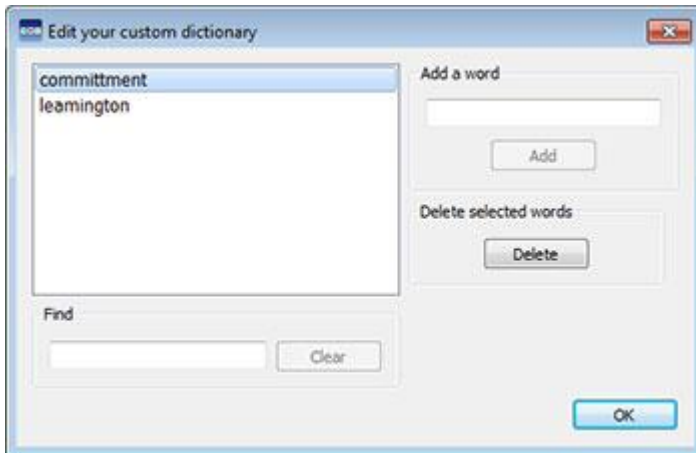 Edit your custom dictionary
committment
leamington
Add a word
Add
Delete selected words
Delete
Find
Clear
OK